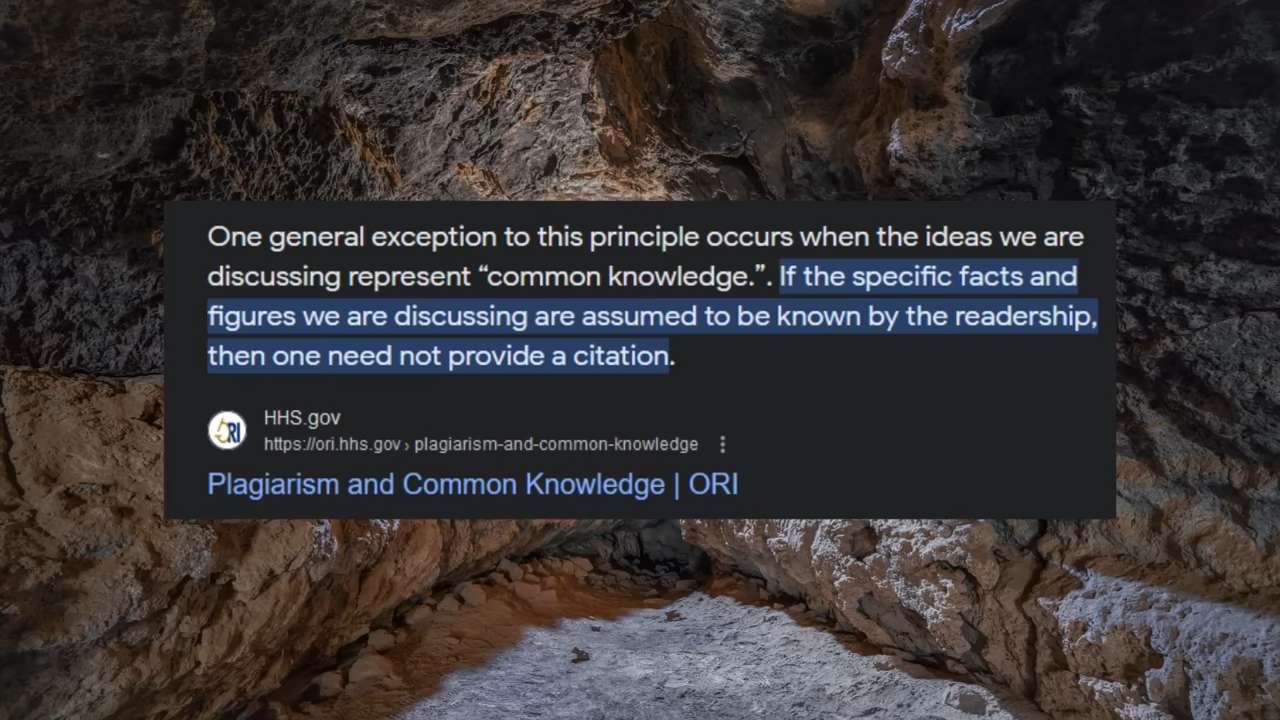 One general exception to this principle occurs when the ideas we are
discussing represent “common knowledge.”. If the specific facts and
figures we are discussing are assumed to be known by the readership,
then one need not provide a citation.
ORI
HHS.gov
https://ori.hhs.gov › plagiarism-and-common-knowledge
Plagiarism and Common Knowledge | ORI